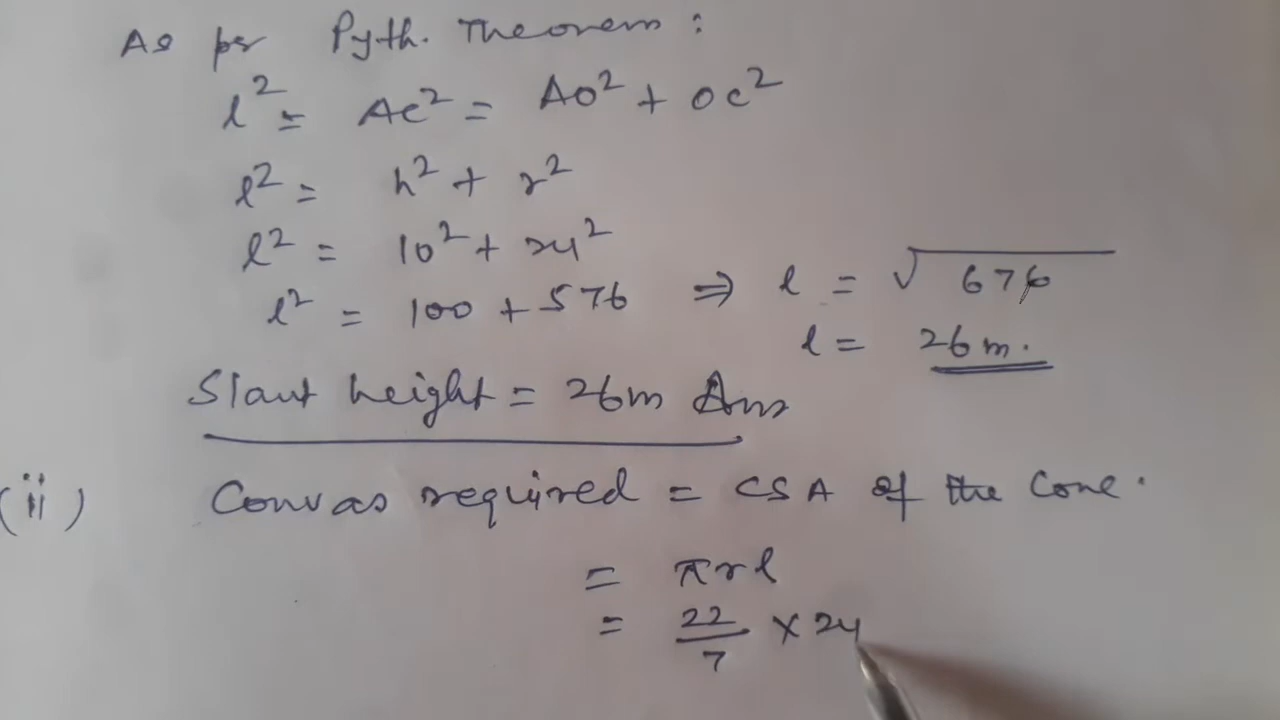 As per Pyth. Theorem :
l² = AC² = AO² + OC²
l² = h² + r²
l² = 10² + 24²
l² = 100 + 576 ⇒ l = √676
l = 26m.
Slant height = 26m Ans
(ii) Canvas required = CSA of the Cone.
= πrl
= 22/7 × 24